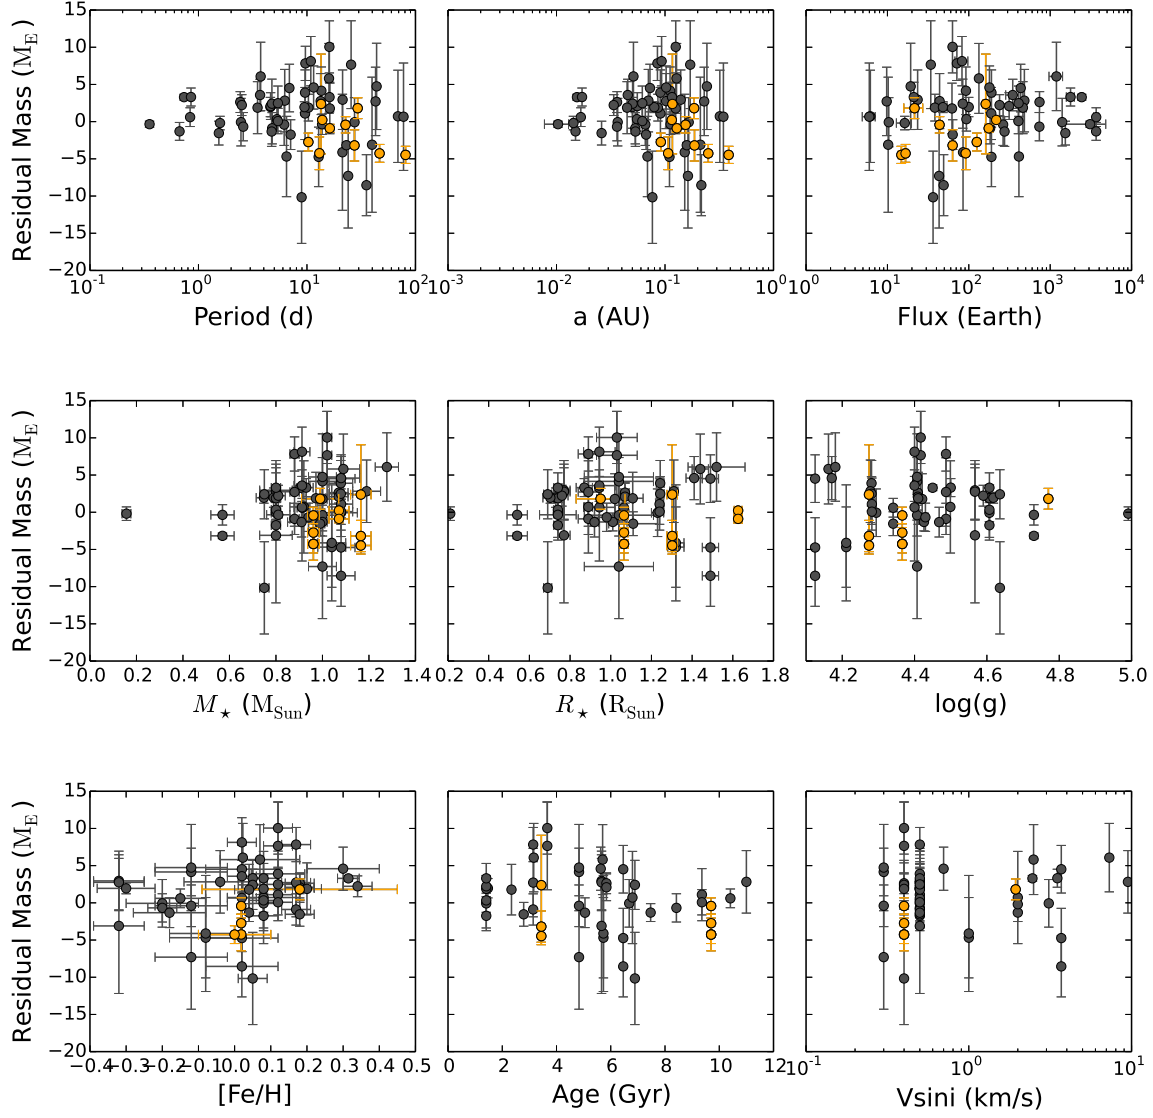 15
10
5
0
−5
−10
−15
−20
Residual Mass (M_E)
10^-1 10^0 10^1 10^2
Period (d)
10^-3 10^-2 10^-1 10^0
a (AU)
10^0 10^1 10^2 10^3 10^4
Flux (Earth)
15
10
5
0
−5
−10
−15
−20
Residual Mass (M_E)
0.0 0.2 0.4 0.6 0.8 1.0 1.2 1.4
M_⋆ (M_Sun)
0.2 0.4 0.6 0.8 1.0 1.2 1.4 1.6 1.8
R_⋆ (R_Sun)
4.2 4.4 4.6 4.8 5.0
log(g)
15
10
5
0
−5
−10
−15
−20
Residual Mass (M_E)
−0.4 −0.3 −0.2 −0.1 0.0 0.1 0.2 0.3 0.4 0.5
[Fe/H]
0 2 4 6 8 10 12
Age (Gyr)
10^-1 10^0 10^1
Vsini (km/s)